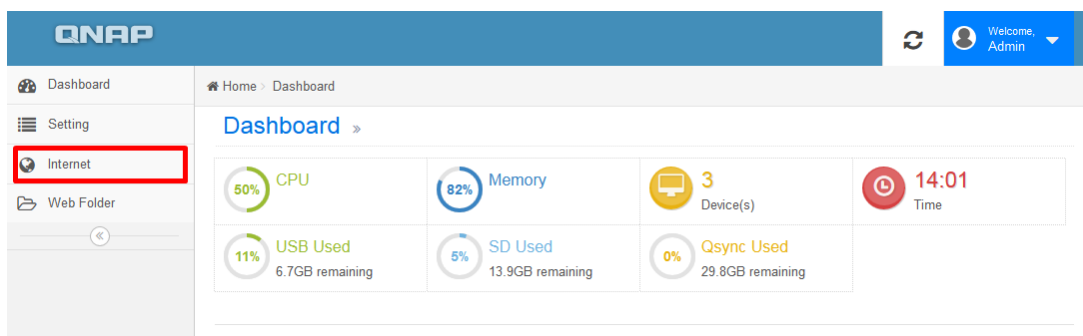 QNAP
Welcome,
Admin
Dashboard
Setting
Internet
Web Folder
Home > Dashboard
Dashboard »
50% CPU
82% Memory
3
Device(s)
14:01
Time
11% USB Used
6.7GB remaining
5% SD Used
13.9GB remaining
0% Qsync Used
29.8GB remaining